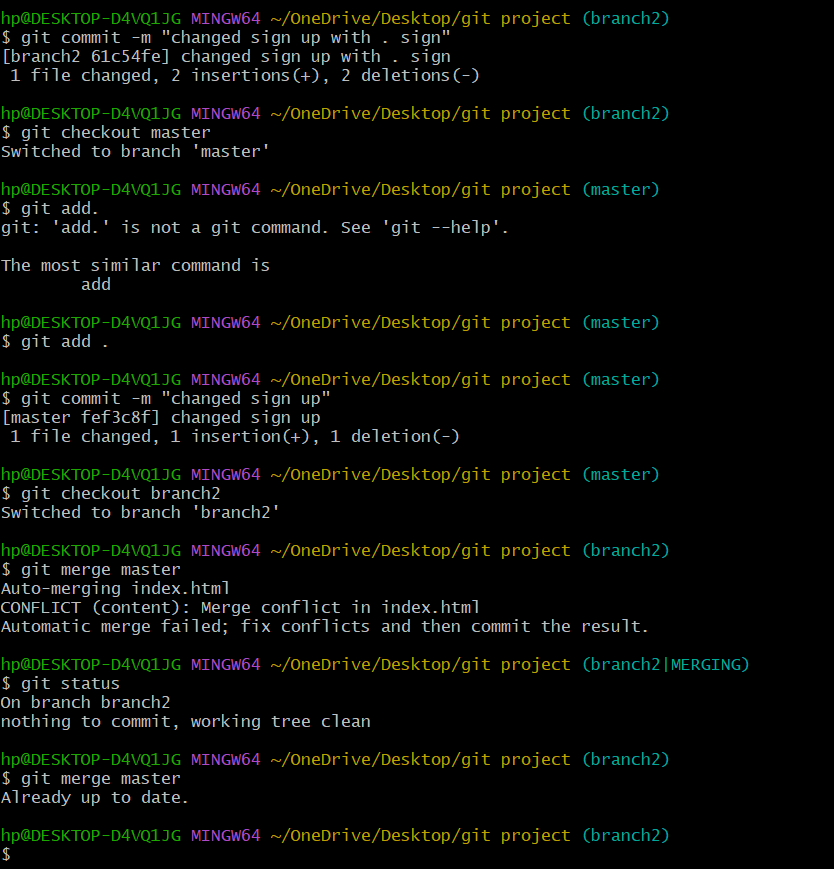 hp@DESKTOP-D4VQ1JG MINGW64 ~/OneDrive/Desktop/git project (branch2)
$ git commit -m "changed sign up with . sign"
[branch2 61c54fe] changed sign up with . sign
 1 file changed, 2 insertions(+), 2 deletions(-)

hp@DESKTOP-D4VQ1JG MINGW64 ~/OneDrive/Desktop/git project (branch2)
$ git checkout master
Switched to branch 'master'

hp@DESKTOP-D4VQ1JG MINGW64 ~/OneDrive/Desktop/git project (master)
$ git add.
git: 'add.' is not a git command. See 'git --help'.

The most similar command is
        add

hp@DESKTOP-D4VQ1JG MINGW64 ~/OneDrive/Desktop/git project (master)
$ git add .

hp@DESKTOP-D4VQ1JG MINGW64 ~/OneDrive/Desktop/git project (master)
$ git commit -m "changed sign up"
[master fef3c8f] changed sign up
 1 file changed, 1 insertion(+), 1 deletion(-)

hp@DESKTOP-D4VQ1JG MINGW64 ~/OneDrive/Desktop/git project (master)
$ git checkout branch2
Switched to branch 'branch2'

hp@DESKTOP-D4VQ1JG MINGW64 ~/OneDrive/Desktop/git project (branch2)
$ git merge master
Auto-merging index.html
CONFLICT (content): Merge conflict in index.html
Automatic merge failed; fix conflicts and then commit the result.

hp@DESKTOP-D4VQ1JG MINGW64 ~/OneDrive/Desktop/git project (branch2|MERGING)
$ git status
On branch branch2
nothing to commit, working tree clean

hp@DESKTOP-D4VQ1JG MINGW64 ~/OneDrive/Desktop/git project (branch2)
$ git merge master
Already up to date.

hp@DESKTOP-D4VQ1JG MINGW64 ~/OneDrive/Desktop/git project (branch2)
$